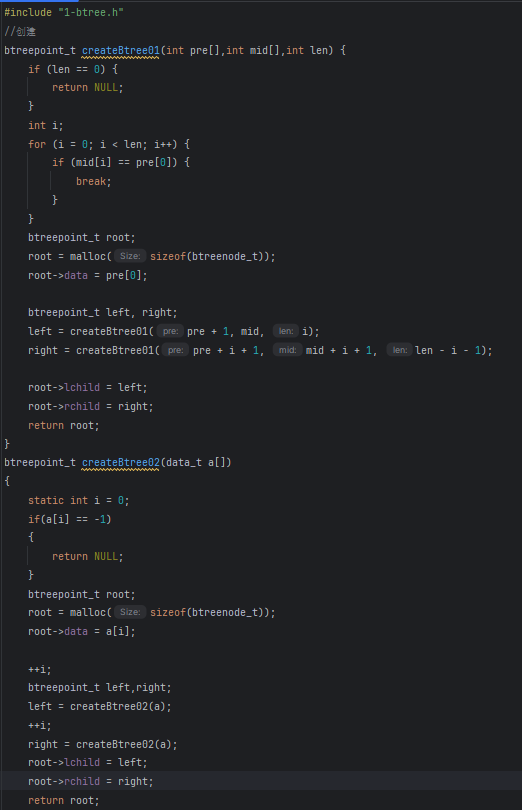 #include "1-btree.h"
//创建
btreepoint_t createBtree01(int pre[],int mid[],int len) {
    if (len == 0) {
        return NULL;
    }
    int i;
    for (i = 0; i < len; i++) {
        if (mid[i] == pre[0]) {
            break;
        }
    }
    btreepoint_t root;
    root = malloc( Size: sizeof(btreenode_t));
    root->data = pre[0];

    btreepoint_t left, right;
    left = createBtree01( pre: pre + 1, mid, len: i);
    right = createBtree01( pre: pre + i + 1, mid: mid + i + 1, len: len - i - 1);

    root->lchild = left;
    root->rchild = right;
    return root;
}
btreepoint_t createBtree02(data_t a[])
{
    static int i = 0;
    if(a[i] == -1)
    {
        return NULL;
    }
    btreepoint_t root;
    root = malloc( Size: sizeof(btreenode_t));
    root->data = a[i];

    ++i;
    btreepoint_t left,right;
    left = createBtree02(a);
    ++i;
    right = createBtree02(a);
    root->lchild = left;
    root->rchild = right;
    return root;